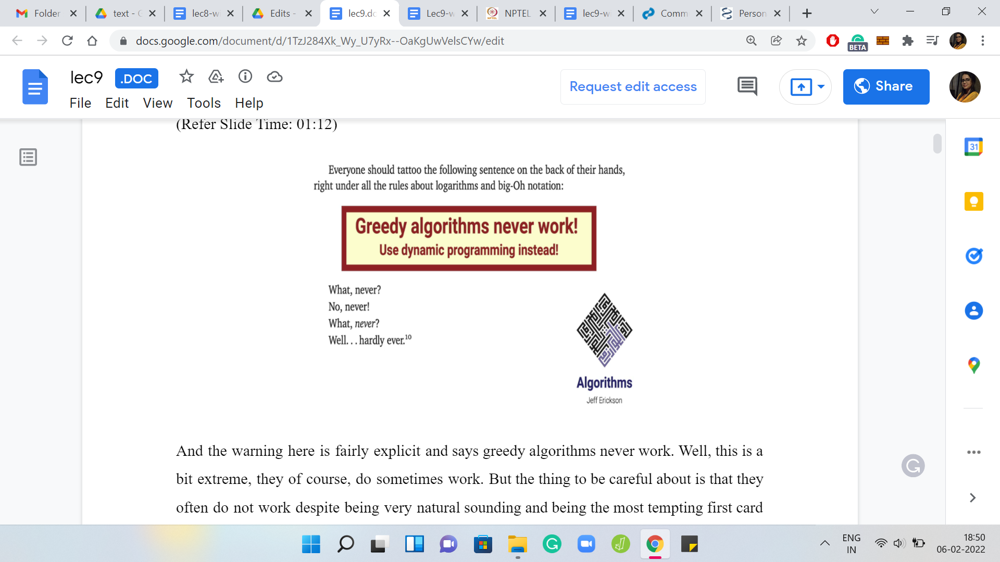 Folder
text - G
lec8-wi
Edits -
lec9.dc
Lec9-w
NPTEL
lec9-wi
Comm
Person
docs.google.com/document/d/1TzJ284Xk_Wy_U7yRx--OaKgUwVelsCYw/edit
BETA
lec9
.DOC
Request edit access
Share
File Edit View Tools Help
(Refer Slide Time: 01:12)
31
Everyone should tattoo the following sentence on the back of their hands,
right under all the rules about logarithms and big-Oh notation:
Greedy algorithms never work!
Use dynamic programming instead!
What, never?
No, never!
What, never?
Well. . . hardly ever.10
Algorithms
Jeff Erickson
And the warning here is fairly explicit and says greedy algorithms never work. Well, this is a
bit extreme, they of course, do sometimes work. But the thing to be careful about is that they
often do not work despite being very natural sounding and being the most tempting first card
ENG
IN
18:50
06-02-2022